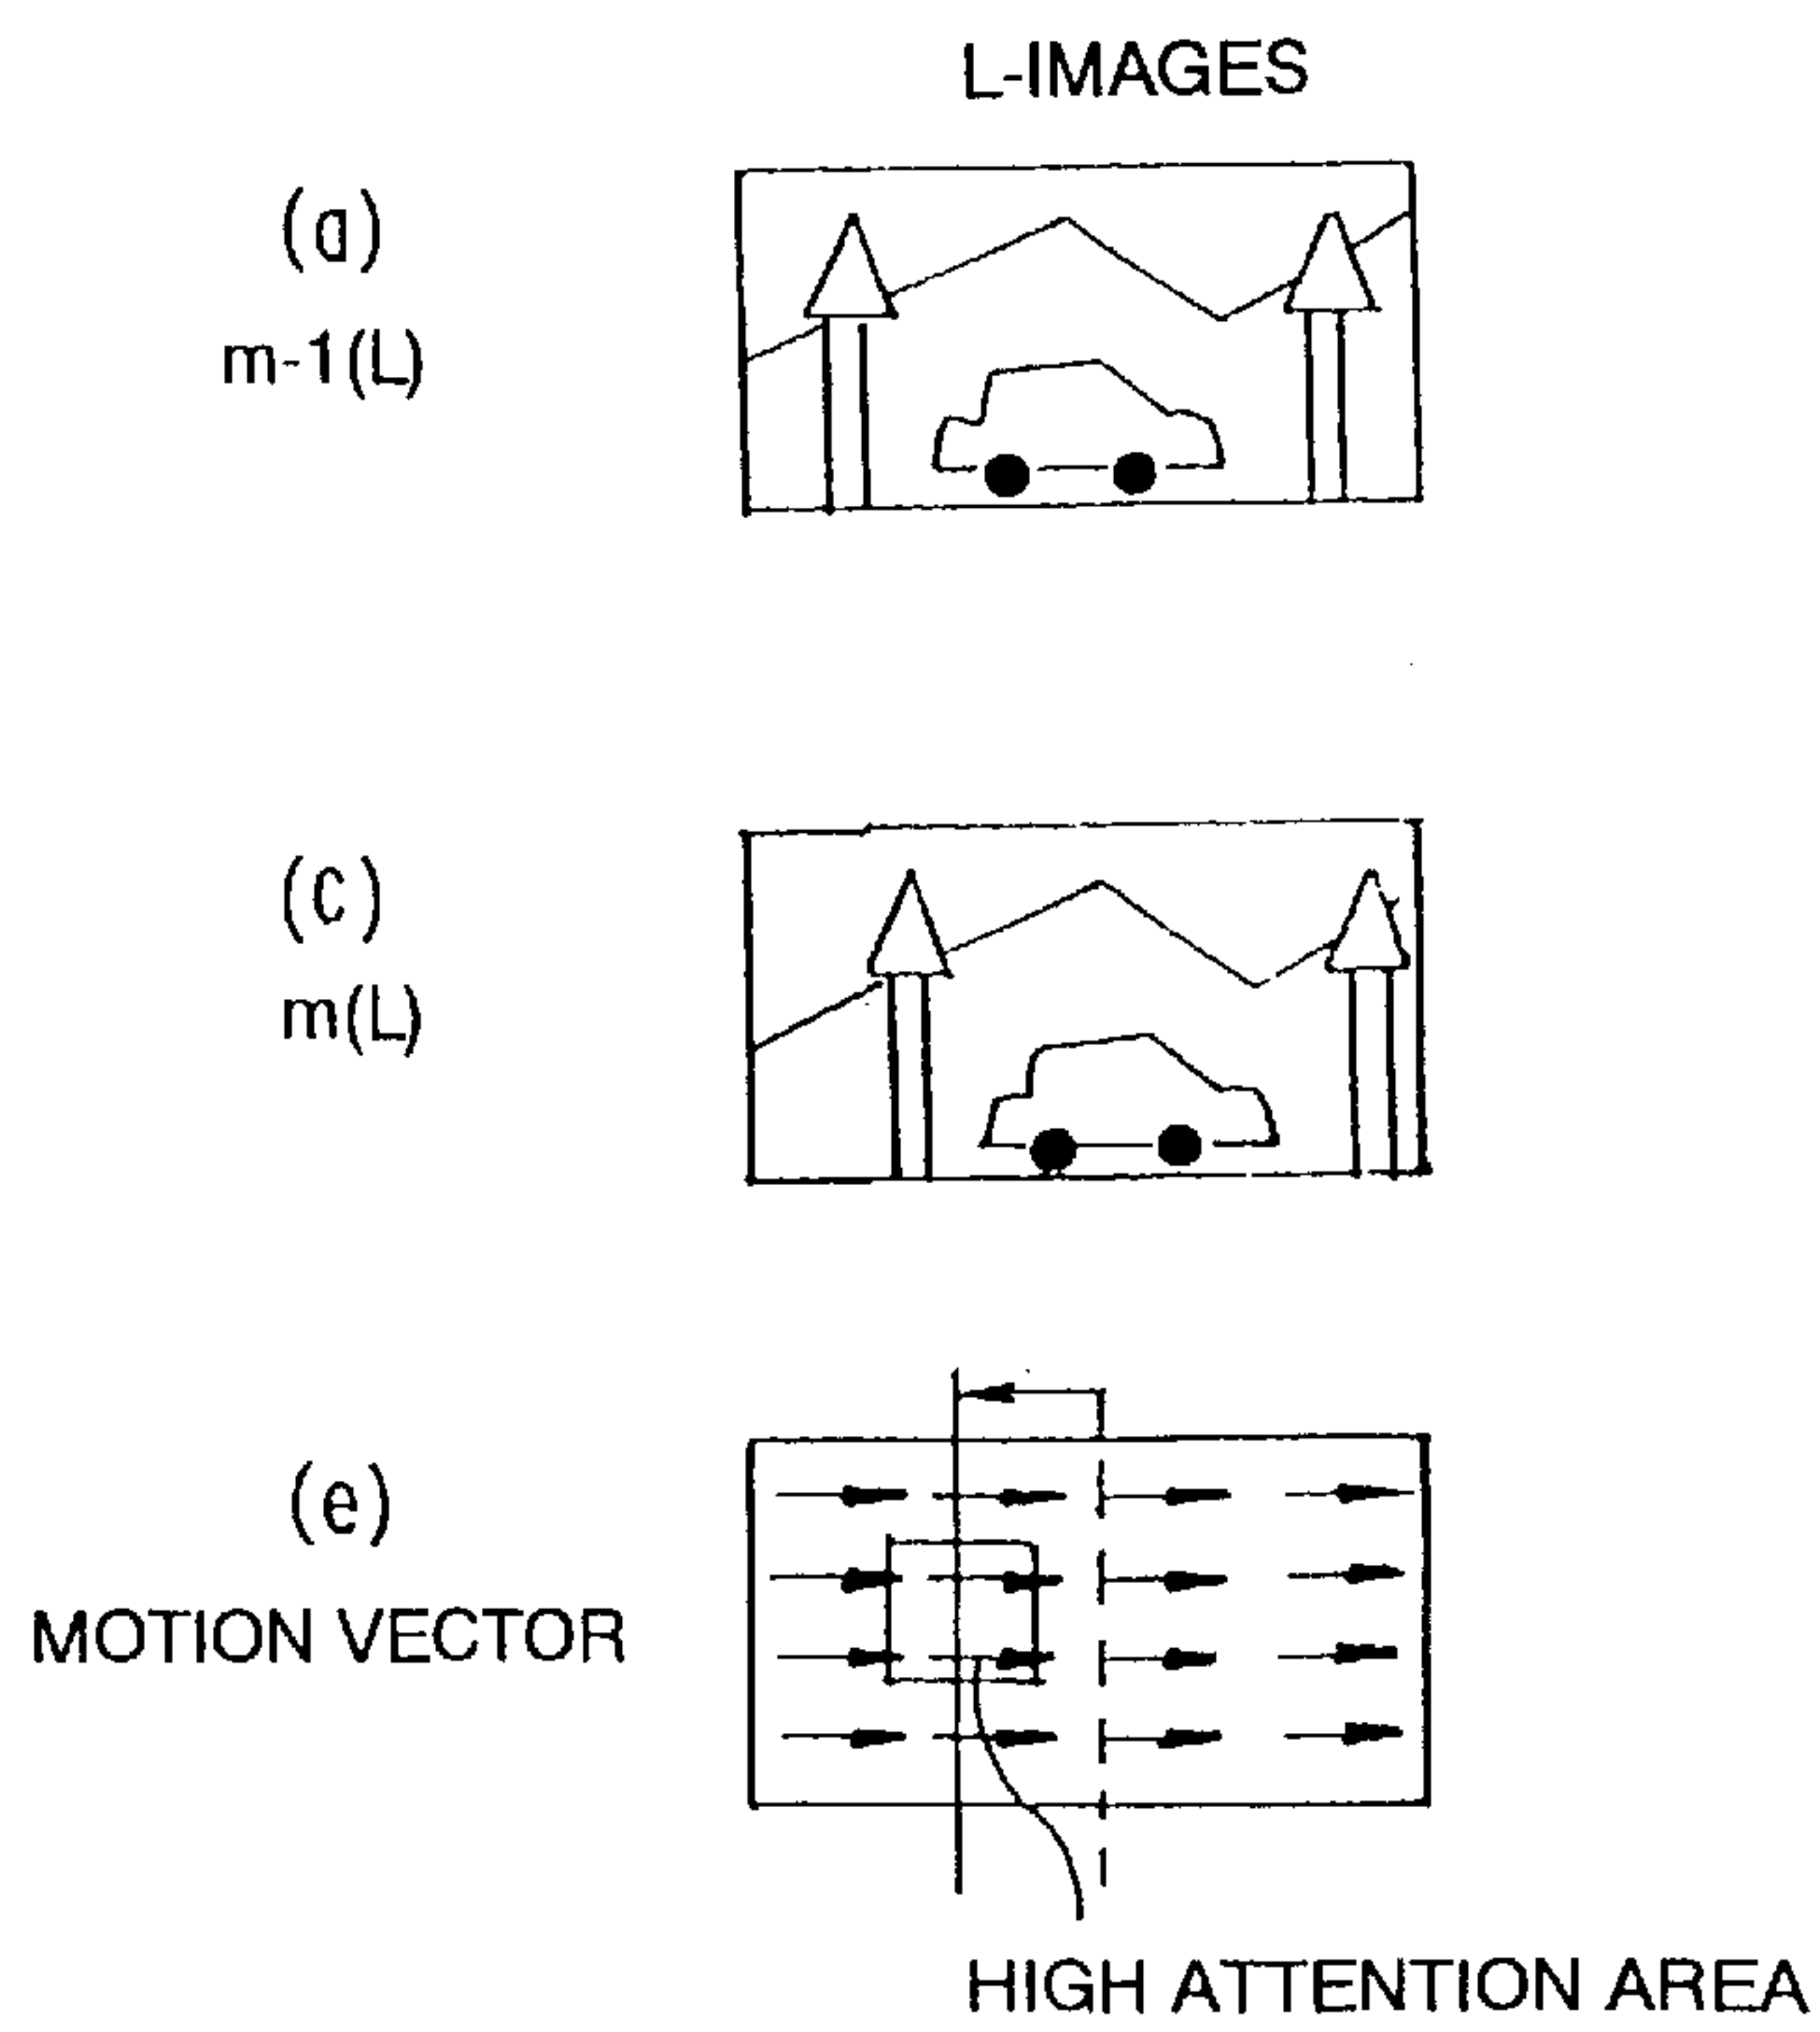 L-IMAGES
(a)
m-1(L)
(c)
m(L)
(e)
MOTION VECTOR
HIGH ATTENTION AREA